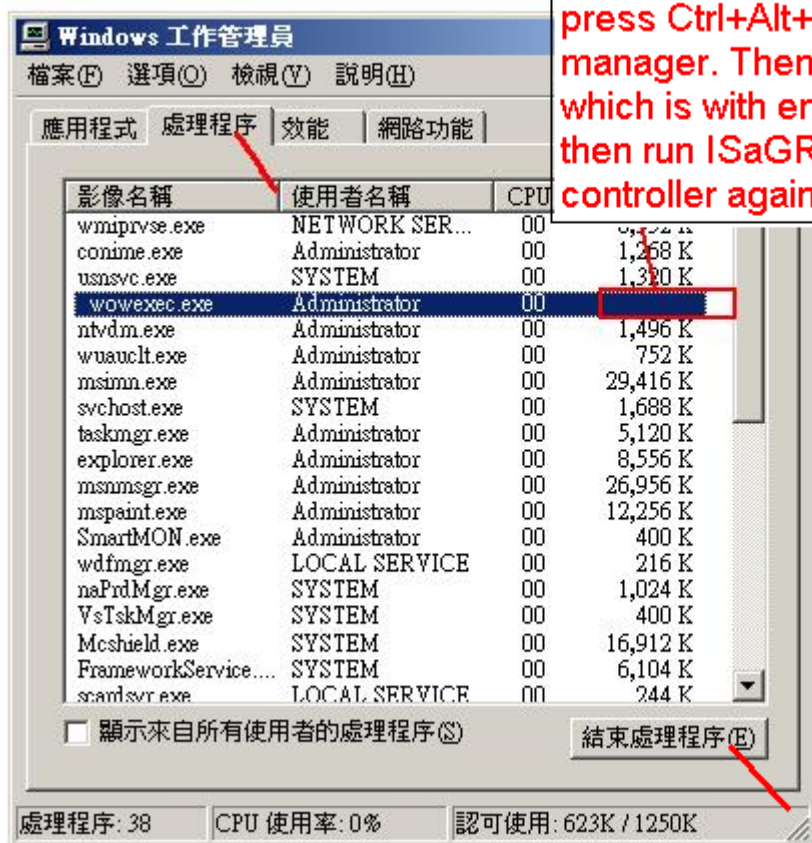 press Ctrl+Alt+
manager. Then
which is with
then run ISaGR
controller again
Windows 工作管理員
檔案(F) 選項(O) 檢視(V) 說明(H)
應用程式 處理程序 效能 網路功能
影像名稱 使用者名稱 CPU
wmiprvse.exe NETWORK SER... 00
conime.exe Administrator 00 1,268 K
usnsvc.exe SYSTEM 00 1,320 K
wowexec.exe Administrator 00
ntvdm.exe Administrator 00 1,496 K
wuauclt.exe Administrator 00 752 K
msimn.exe Administrator 00 29,416 K
svchost.exe SYSTEM 00 1,688 K
taskmgr.exe Administrator 00 5,120 K
explorer.exe Administrator 00 8,556 K
msnmsgr.exe Administrator 00 26,956 K
mspaint.exe Administrator 00 12,256 K
SmartMON.exe Administrator 00 400 K
wdfmgr.exe LOCAL SERVICE 00 216 K
naPrdMgr.exe SYSTEM 00 1,024 K
VsTskMgr.exe SYSTEM 00 400 K
Mcshield.exe SYSTEM 00 16,912 K
FrameworkService.... SYSTEM 00 6,104 K
scardsvr.exe LOCAL SERVICE 00 244 K
顯示來自所有使用者的處理程序(S)
結束處理程序(E)
處理程序: 38 CPU 使用率: 0% 認可使用: 623K / 1250K